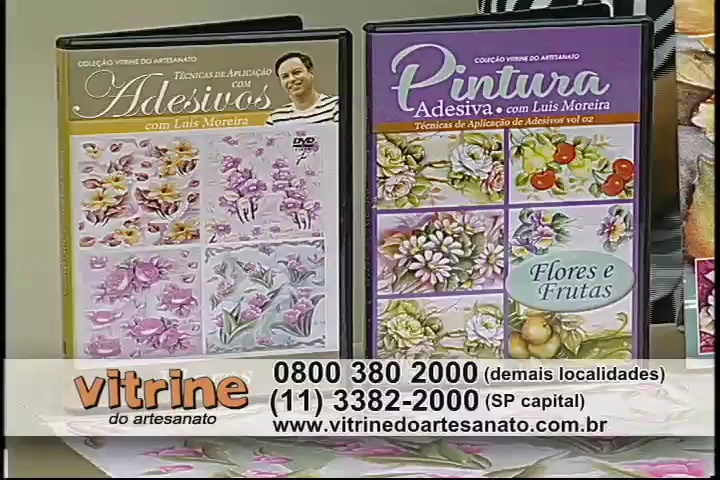 COLEÇÃO VITRINE DO ARTESANATO
TÉCNICAS DE APLICAÇÃO
COM
Adesivos
com Luis Moreira
DVD
COLEÇÃO VITRINE DO ARTESANATO
Pintura
Adesiva • com Luis Moreira
Técnicas de Aplicação de Adesivos vol 02
Flores e
Frutas
vitrine
do artesanato
0800 380 2000 (demais localidades)
(11) 3382-2000 (SP capital)
www.vitrinedoartesanato.com.br